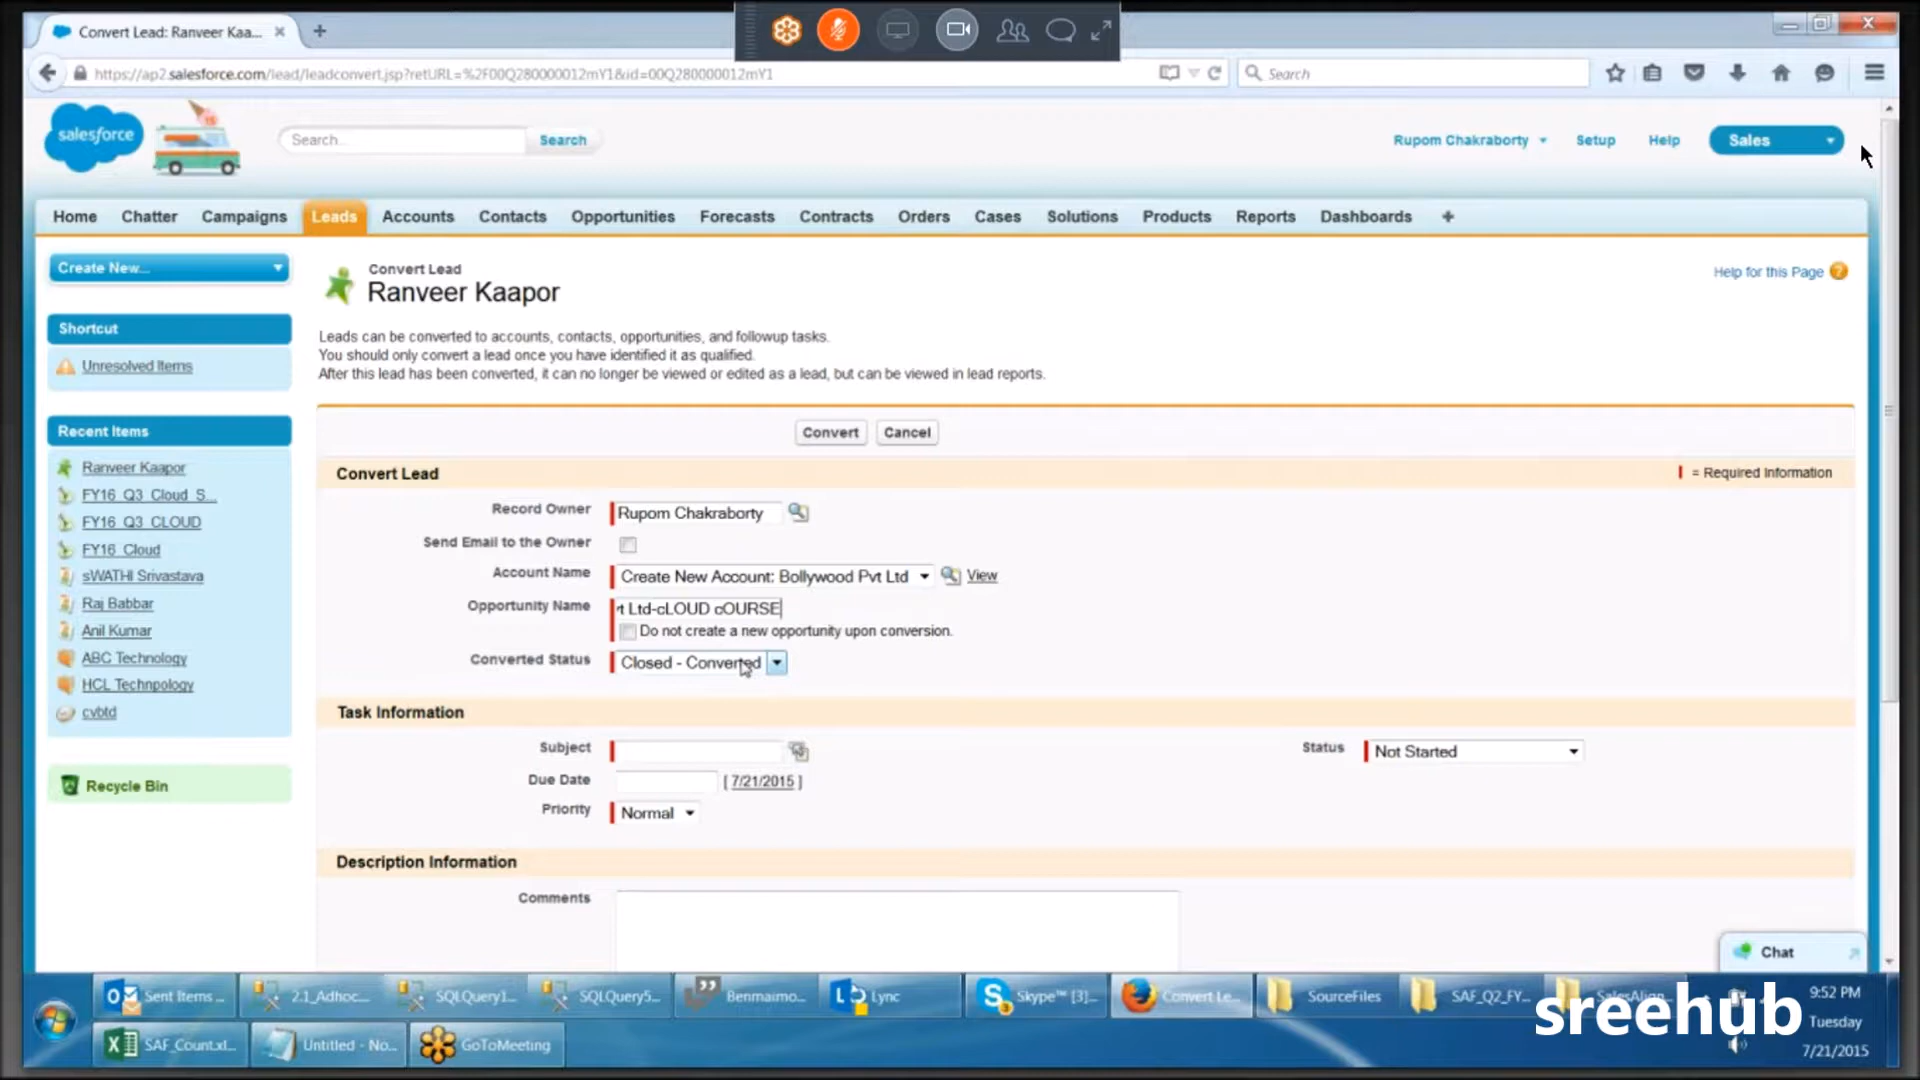 Convert Lead: Ranveer Kaa...
https://ap2.salesforce.com/lead/leadconvert.jsp?retURL=%2F00Q280000012mY1&id=00Q280000012mY1
Search
salesforce
Search...
Search
Rupom Chakraborty
Setup
Help
Sales
Home
Chatter
Campaigns
Leads
Accounts
Contacts
Opportunities
Forecasts
Contracts
Orders
Cases
Solutions
Products
Reports
Dashboards
+
Create New...
Shortcut
Unresolved Items
Recent Items
Ranveer Kaapor
FY16_Q3_Cloud_S...
FY16_Q3_CLOUD
FY16_Cloud
sWATHI Srivastava
Raj Babbar
Anil Kumar
ABC Technology
HCL Technpology
cvbtd
Recycle Bin
Convert Lead
Ranveer Kaapor
Help for this Page
Leads can be converted to accounts, contacts, opportunities, and followup tasks.
You should only convert a lead once you have identified it as qualified.
After this lead has been converted, it can no longer be viewed or edited as a lead, but can be viewed in lead reports.
Convert
Cancel
Convert Lead
= Required Information
Record Owner
Rupom Chakraborty
Send Email to the Owner
Account Name
Create New Account: Bollywood Pvt Ltd
View
Opportunity Name
t Ltd-cLOUD cOURSE
Do not create a new opportunity upon conversion.
Converted Status
Closed - Converted
Task Information
Subject
Status
Not Started
Due Date
[ 7/21/2015 ]
Priority
Normal
Description Information
Comments
Chat
Sent Items ...
2.1_Adhoc...
SQLQuery1...
SQLQuery5...
Benmaimo...
Lync
Skype™ [3]...
Convert Le...
SourceFiles
SAF_Q2_FY...
SalesAlign...
9:52 PM
Tuesday
7/21/2015
SAF_Count.xl...
Untitled - No...
GoToMeeting
sreehub